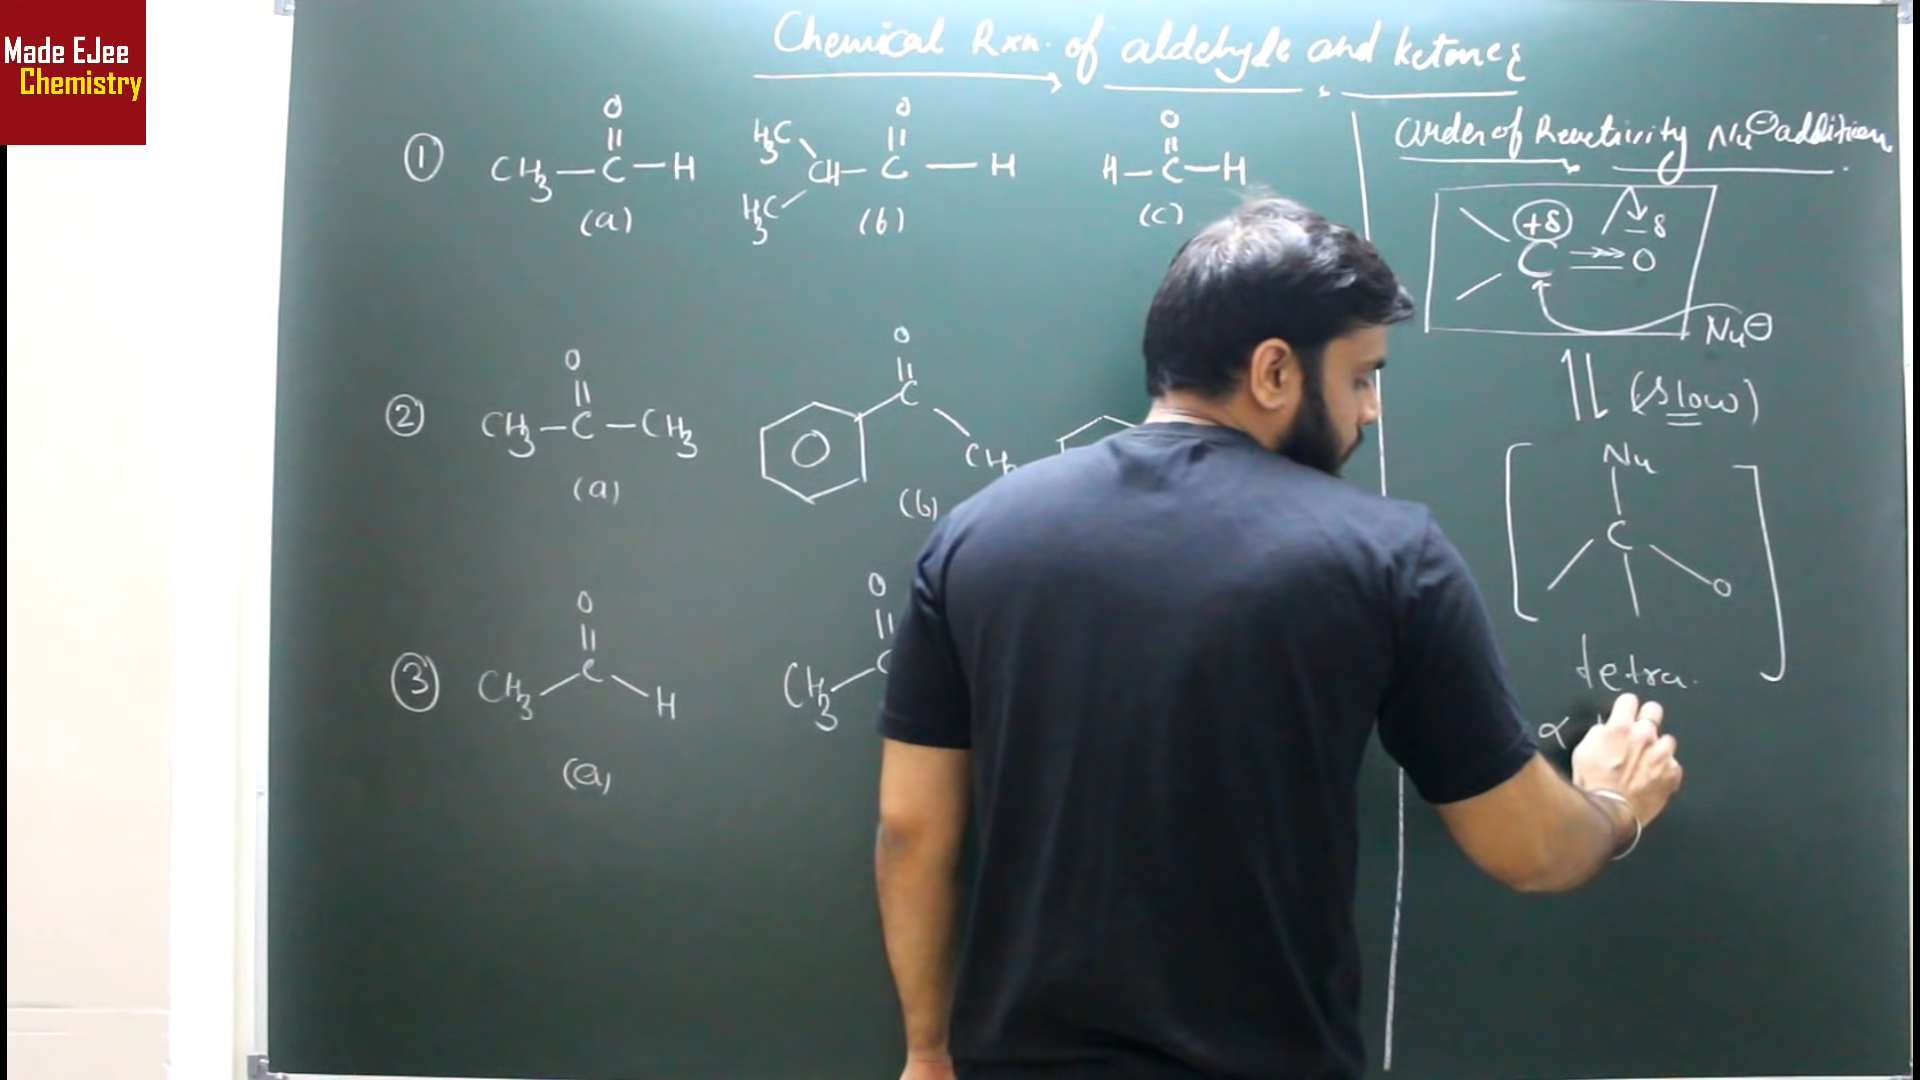 Made EJee
Chemistry
Chemical Rxn. of aldehyde and ketones
① CH3—C—H
O
(a)
H3C
H3C
CH—C—H
O
(b)
O
H—C—H
(c)
② O
CH3—C—CH3
(a)
O
C
(b)
③ O
CH3 C H
(a)
O
CH3
Order of Reactivity Nu⊖ addition
+δ -δ
C O
Nu⊖
(slow)
Nu
C
O
tetra.
α